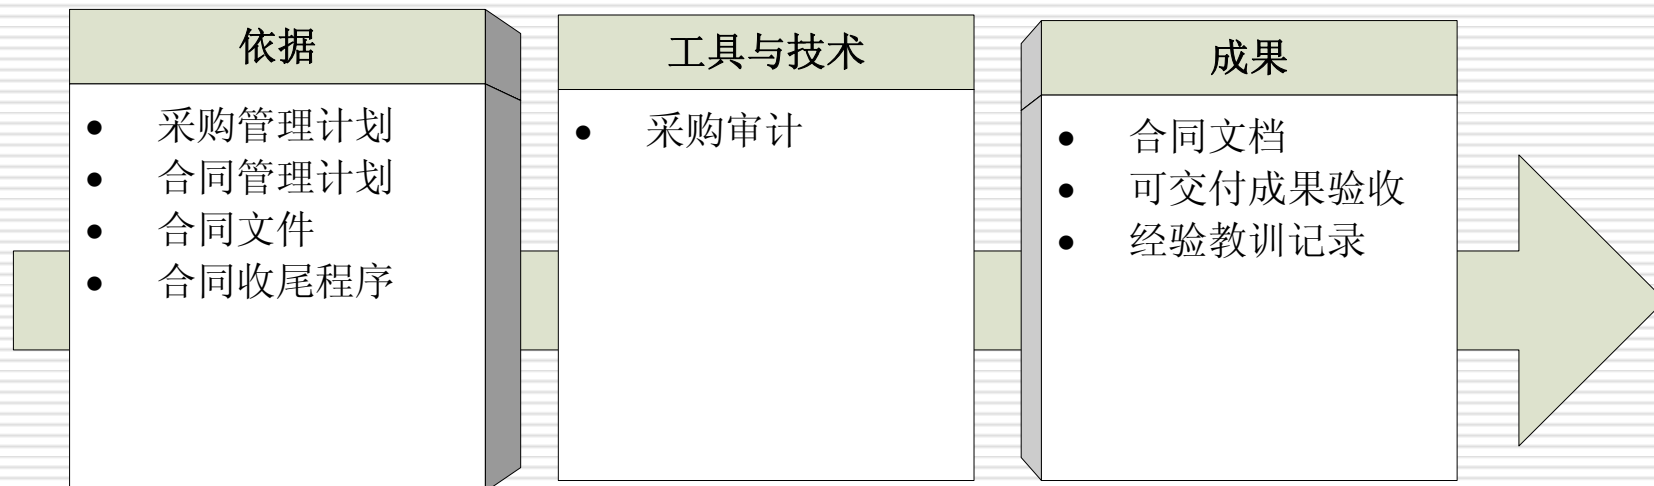 依据
● 采购管理计划
● 合同管理计划
● 合同文件
● 合同收尾程序
工具与技术
● 采购审计
成果
● 合同文档
● 可交付成果验收
● 经验教训记录